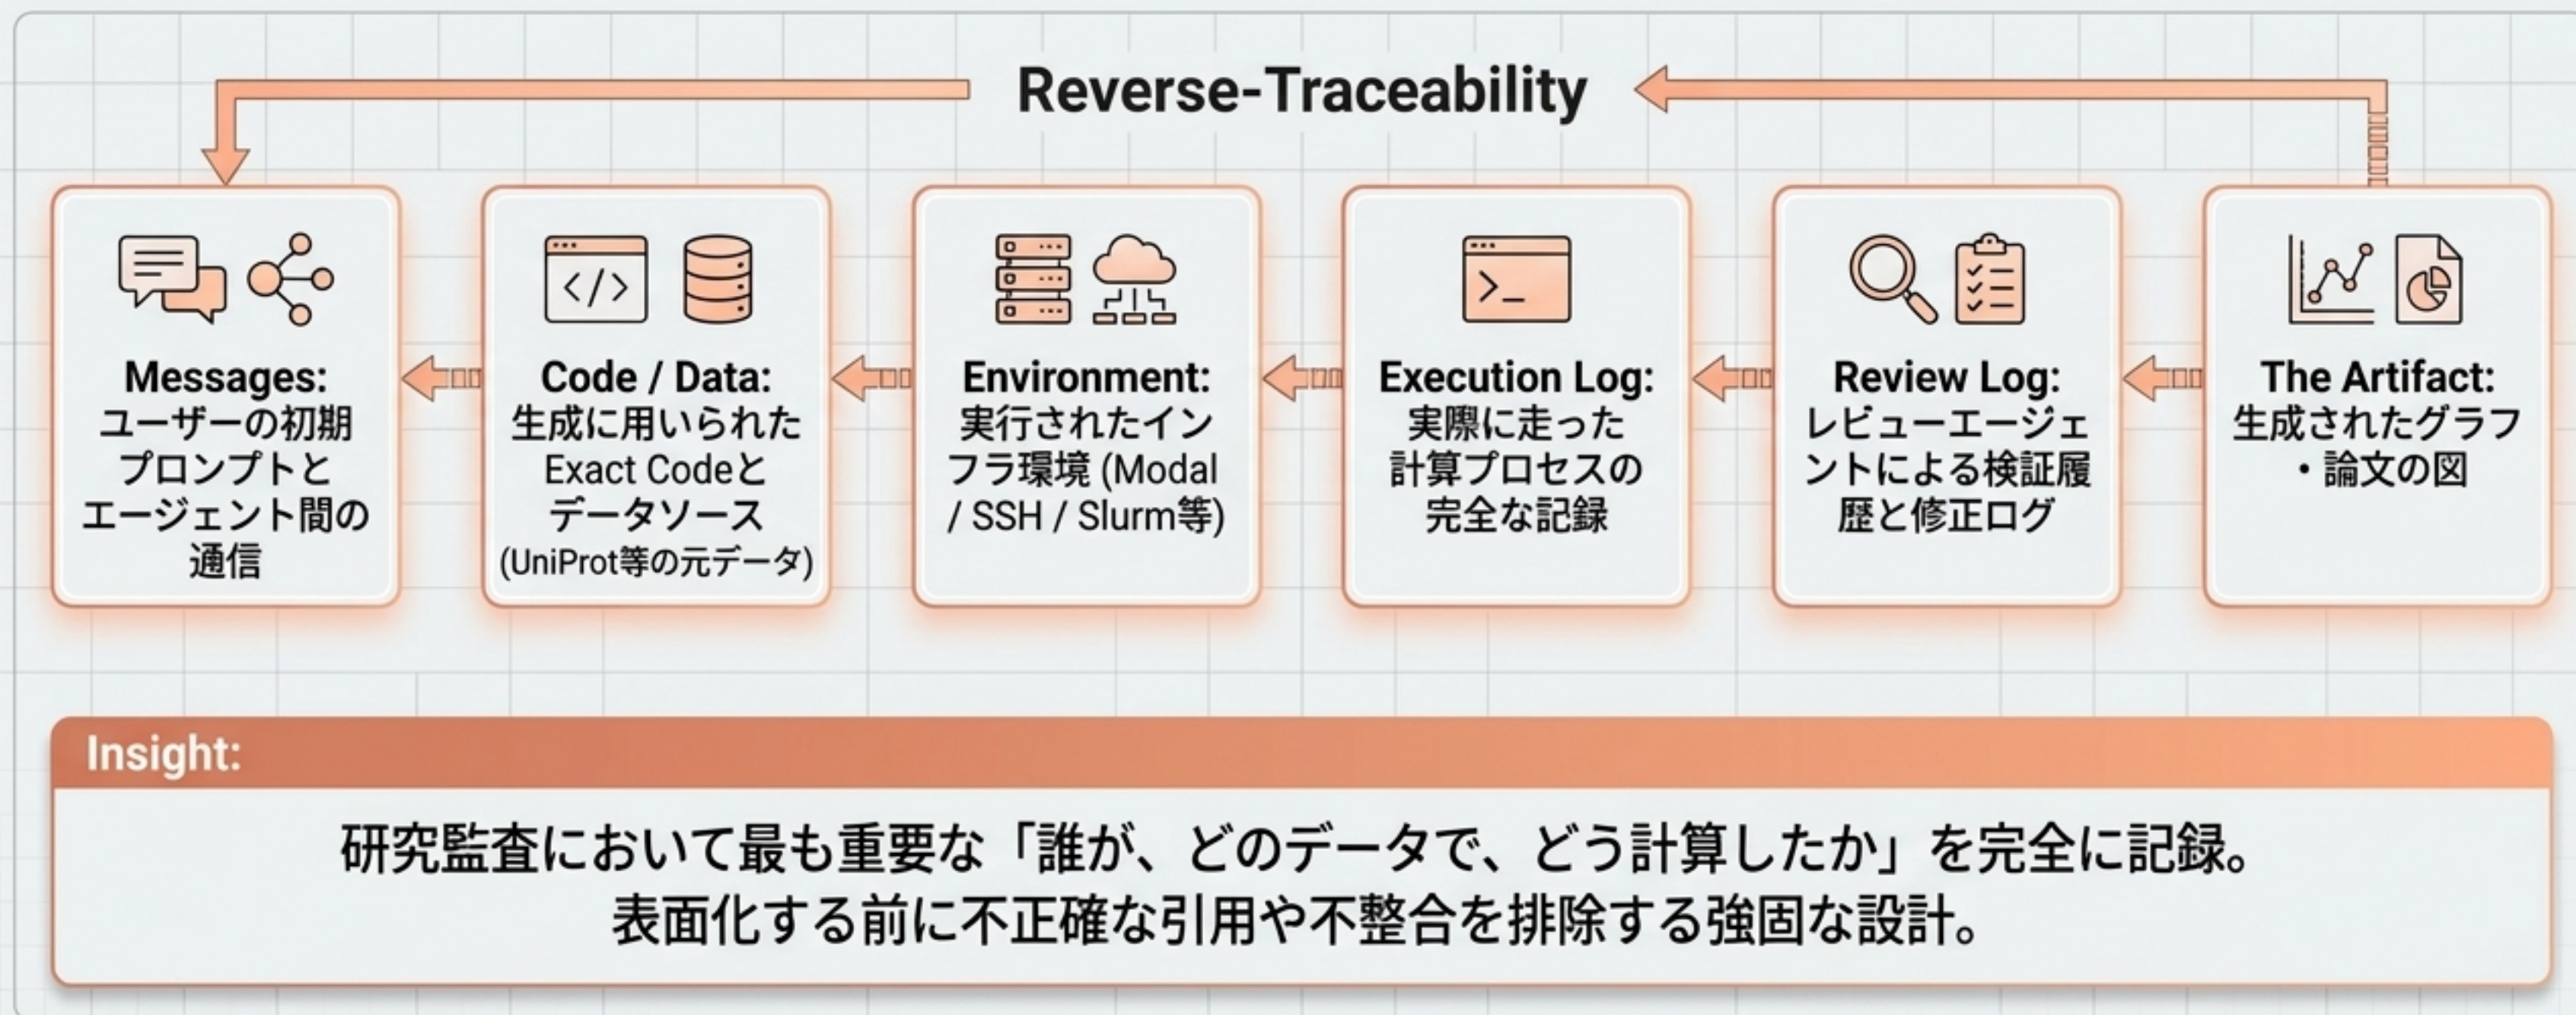 Reverse-Traceability
Messages:
ユーザーの初期
プロンプトと
エージェント間の
通信
Code / Data:
生成に用いられた
Exact Codeと
データソース
(UniProt等の元データ)
Environment:
実行されたイン
フラ環境 (Modal
/ SSH / Slurm等)
Execution Log:
実際に走った
計算プロセスの
完全な記録
Review Log:
レビューエージェ
ントによる検証履
歴と修正ログ
The Artifact:
生成されたグラフ
・論文の図
Insight:
研究監査において最も重要な「誰が、どのデータで、どう計算したか」を完全に記録。
表面化する前に不正確な引用や不整合を排除する強固な設計。